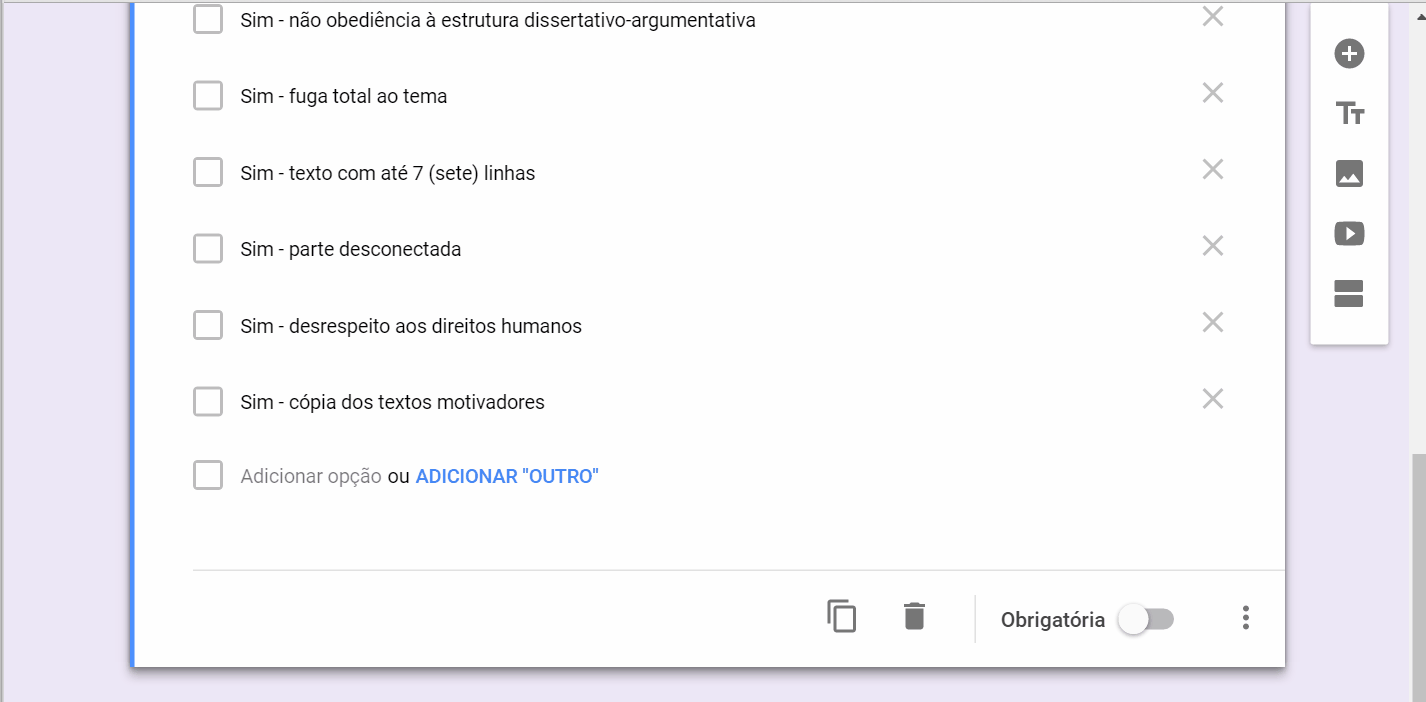 Sim - não obediência à estrutura dissertativo-argumentativa
Sim - fuga total ao tema
Sim - texto com até 7 (sete) linhas
Sim - parte desconectada
Sim - desrespeito aos direitos humanos
Sim - cópia dos textos motivadores
Adicionar opção ou ADICIONAR "OUTRO"
Obrigatória